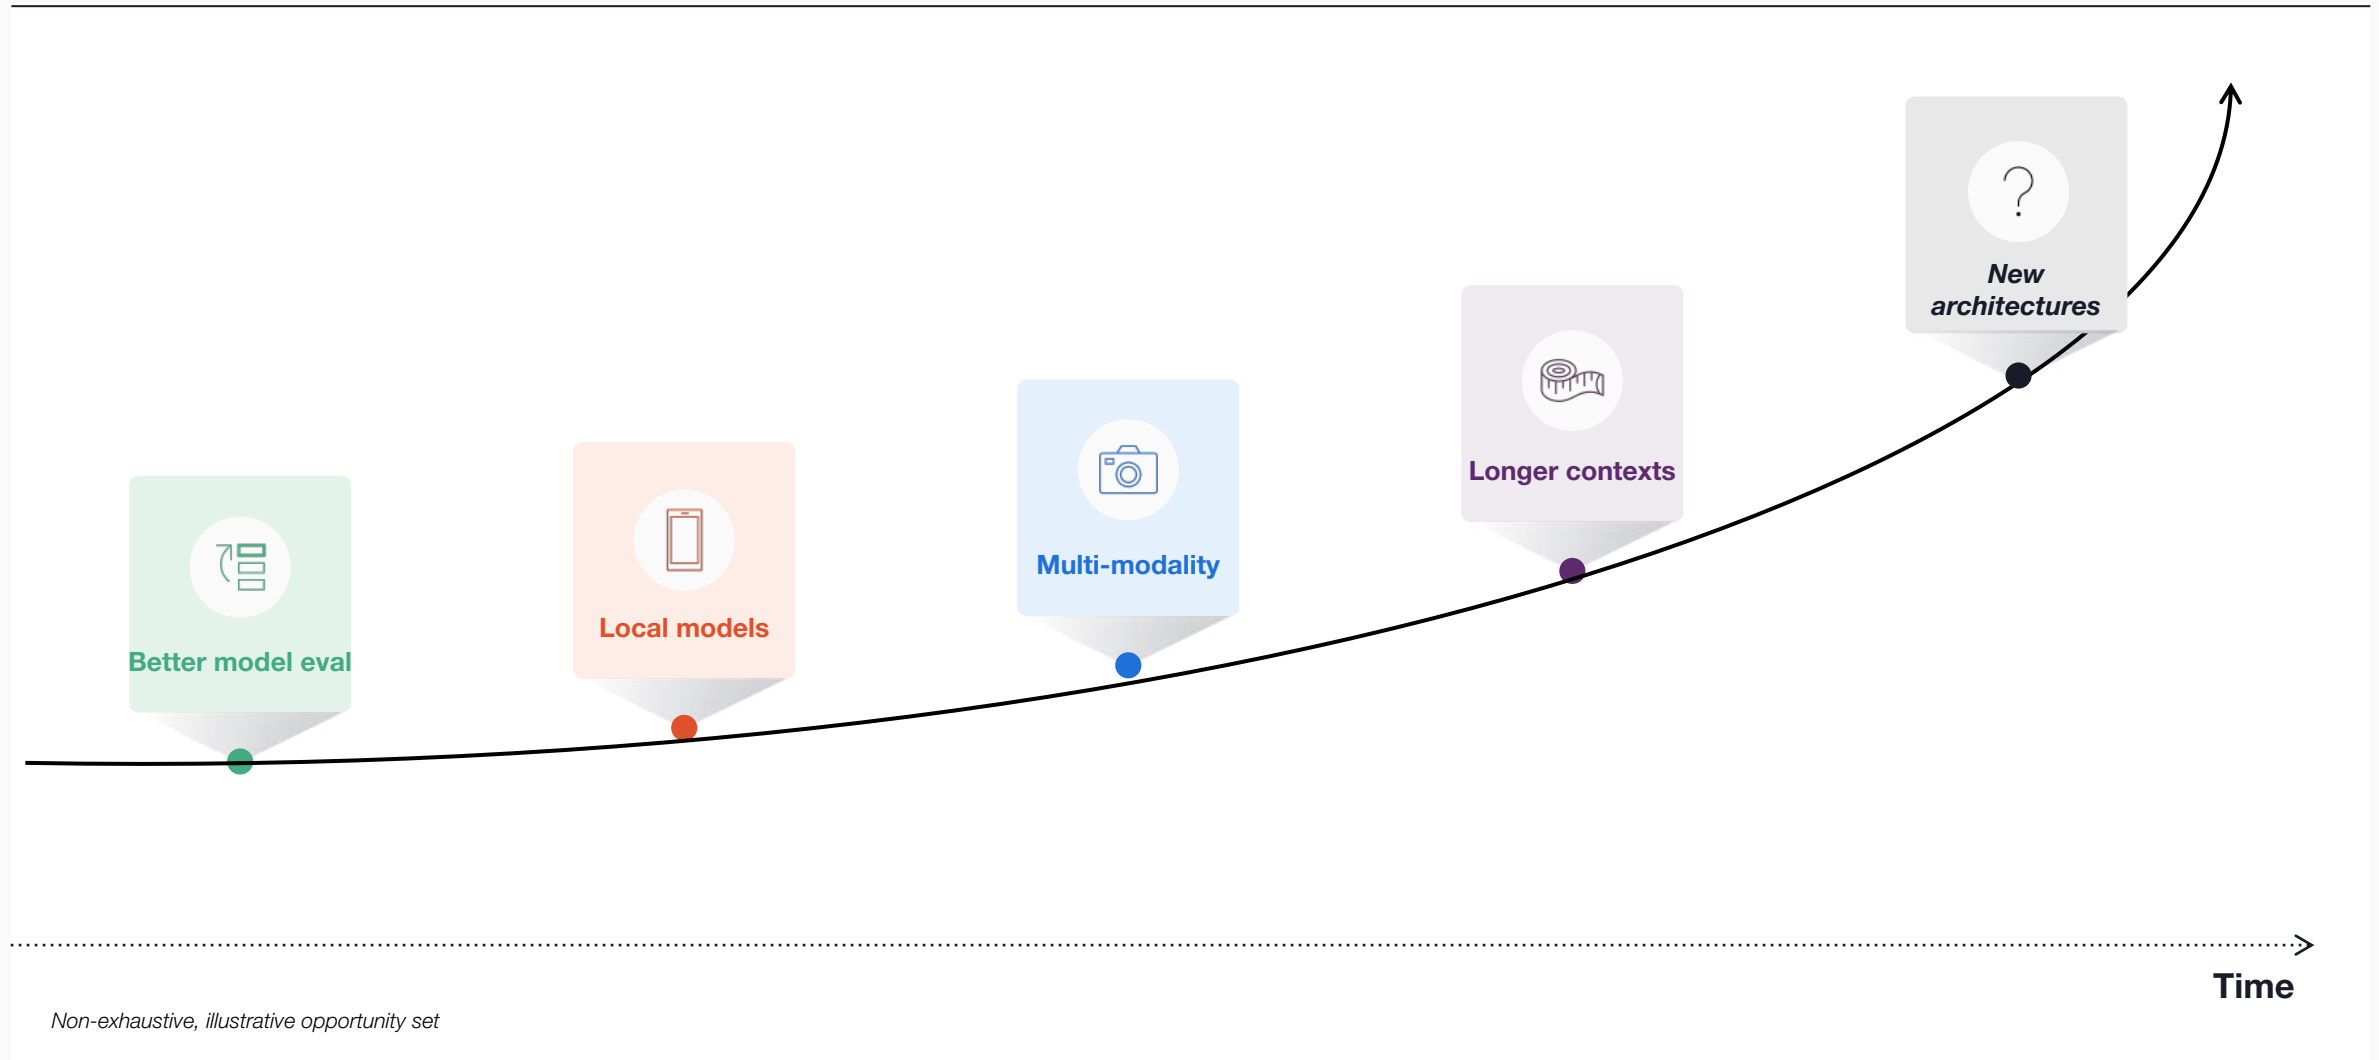 Better model eval
Local models
Multi-modality
Longer contexts
?
New
architectures
Time
Non-exhaustive, illustrative opportunity set